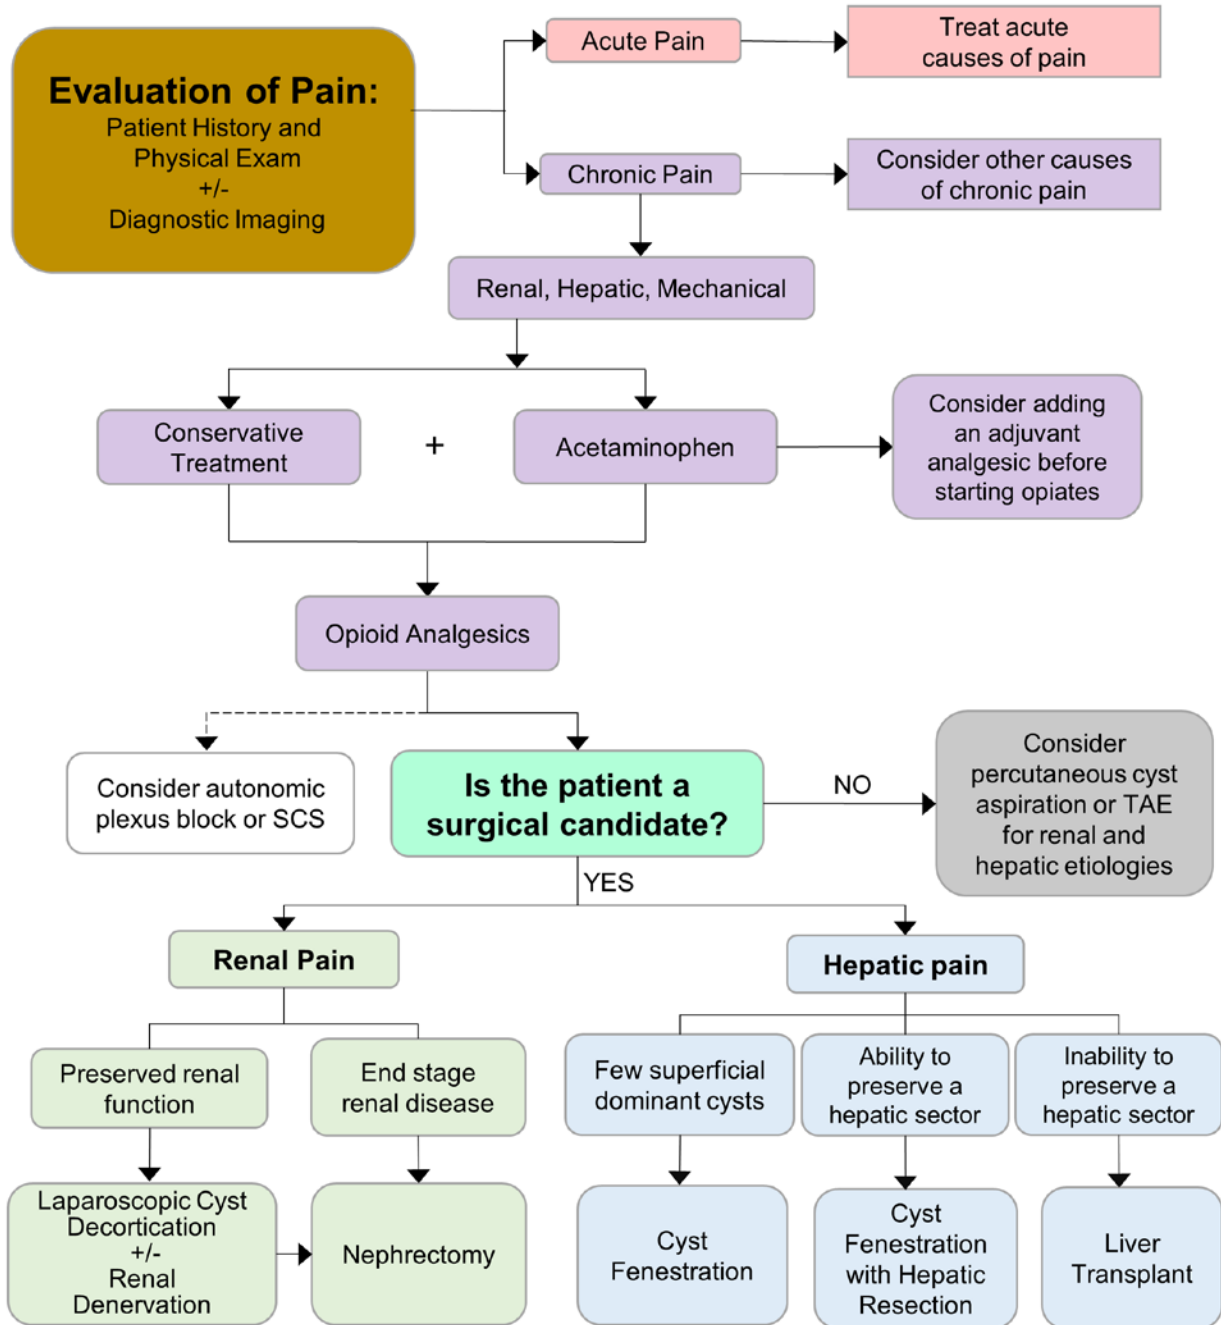 Evaluation of Pain:
Patient History and
Physical Exam
+/-
Diagnostic Imaging
Acute Pain
Treat acute
causes of pain
Chronic Pain
Consider other causes
of chronic pain
Renal, Hepatic, Mechanical
Conservative
Treatment
+
Acetaminophen
Consider adding
an adjuvant
analgesic before
starting opiates
Opioid Analgesics
Consider autonomic
plexus block or SCS
Is the patient a
surgical candidate?
NO
Consider
percutaneous cyst
aspiration or TAE
for renal and
hepatic etiologies
YES
Renal Pain
Hepatic pain
Preserved renal
function
End stage
renal disease
Few superficial
dominant cysts
Ability to
preserve a
hepatic sector
Inability to
preserve a
hepatic sector
Laparoscopic Cyst
Decortication
+/-
Renal
Denervation
Nephrectomy
Cyst
Fenestration
Cyst
Fenestration
with Hepatic
Resection
Liver
Transplant